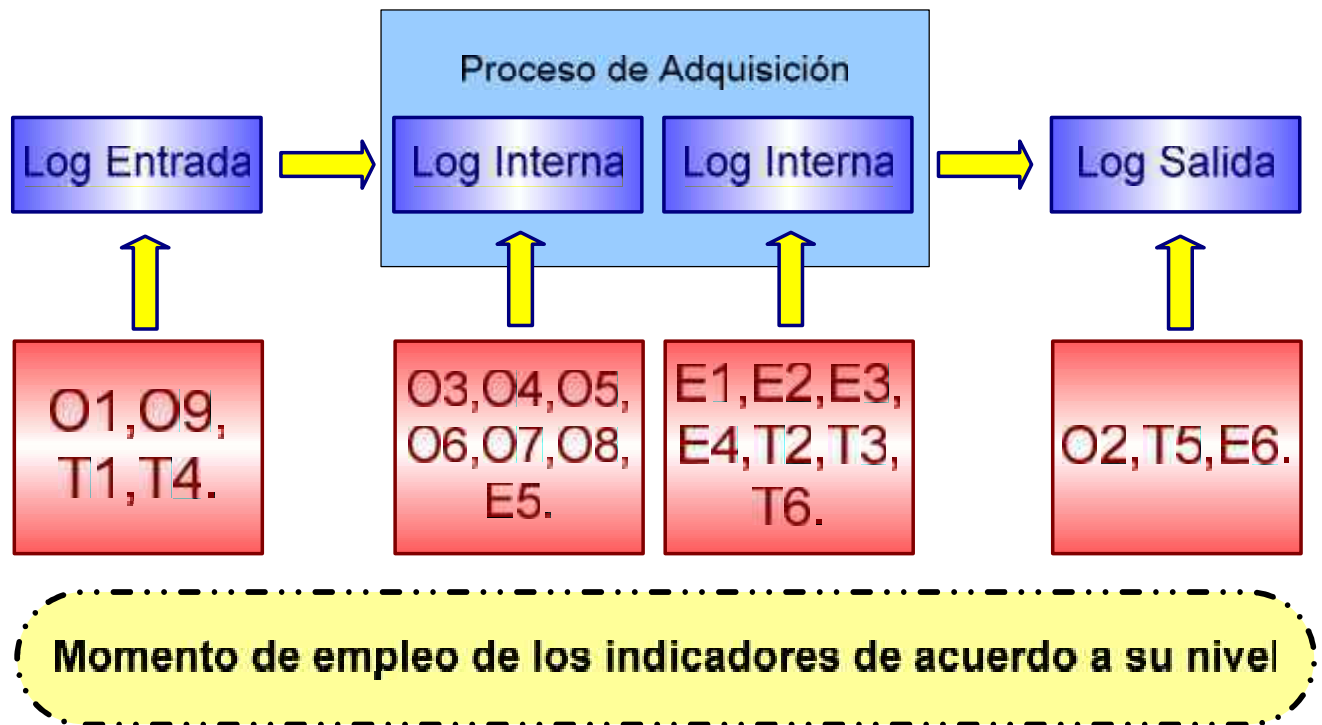 Proceso de Adquisición
Log Entrada
Log Interna
Log Interna
Log Salida
O1,O9,
T1,T4.
O3,O4,O5,
O6,O7,O8,
E5.
E1,E2,E3,
E4,T2,T3,
T6.
O2,T5,E6.
Momento de empleo de los indicadores de acuerdo a su nivel